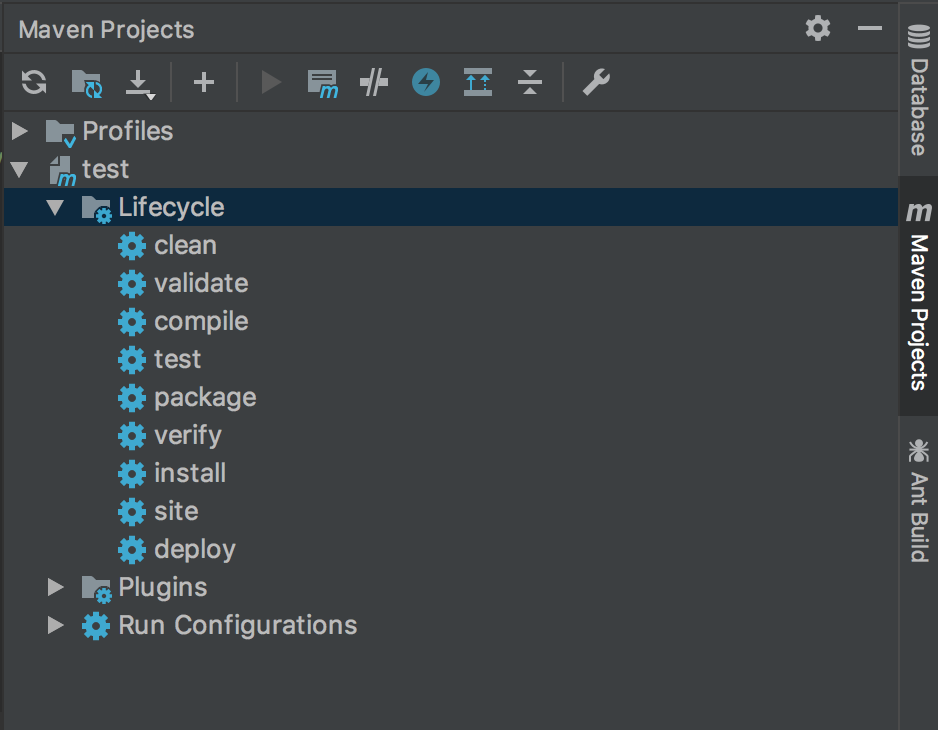 Maven Projects
Profiles
test
Lifecycle
clean
validate
compile
test
package
verify
install
site
deploy
Plugins
Run Configurations
Database
Maven Projects
Ant Build